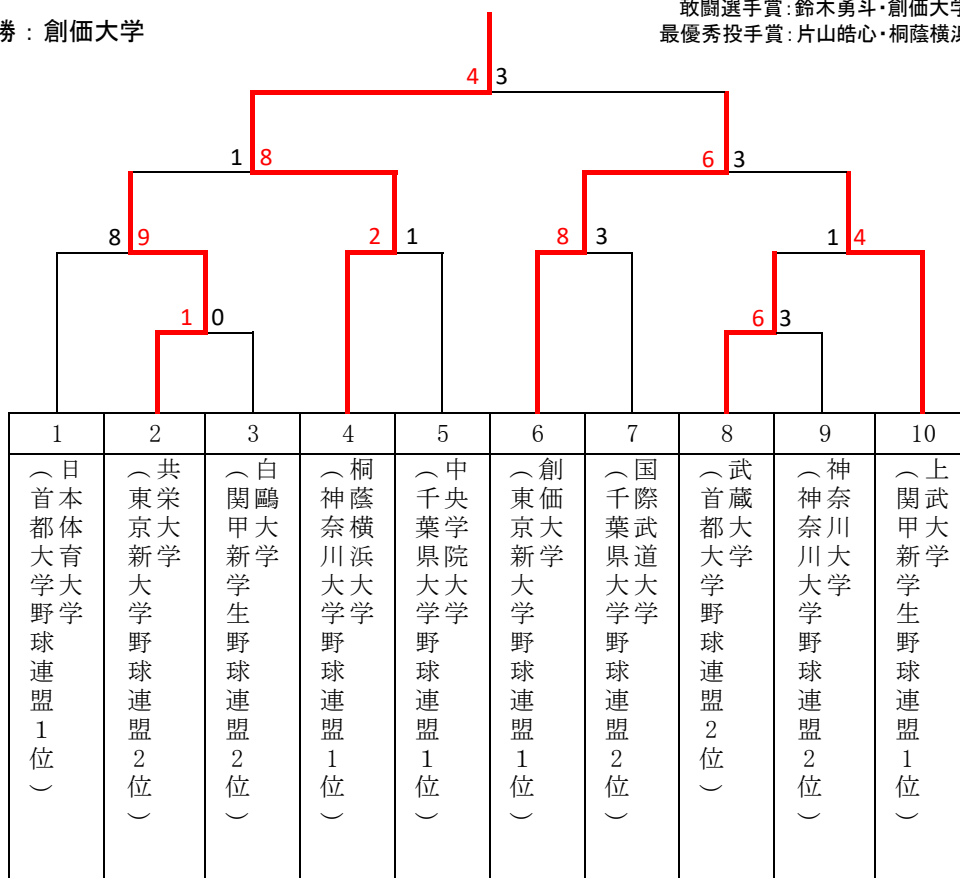 敢闘選手賞：鈴木勇斗・創価大学
勝：創価大学
最優秀投手賞：片山皓心・桐蔭横浜
4 3
1 8
6 3
8 9
2 1
8 3
1 4
1 0
6 3
1 2 3 4 5 6 7 8 9 10
日本体育大学
（首都大学野球連盟1位）
共栄大学
（東京新大学野球連盟2位）
白鷗大学
（関甲新学生野球連盟2位）
桐蔭横浜大学
（神奈川大学野球連盟1位）
中央学院大学
（千葉県大学野球連盟1位）
創価大学
（東京新大学野球連盟1位）
国際武道大学
（千葉県大学野球連盟2位）
武蔵大学
（首都大学野球連盟2位）
神奈川大学
（神奈川大学野球連盟2位）
上武大学
（関甲新学生野球連盟1位）